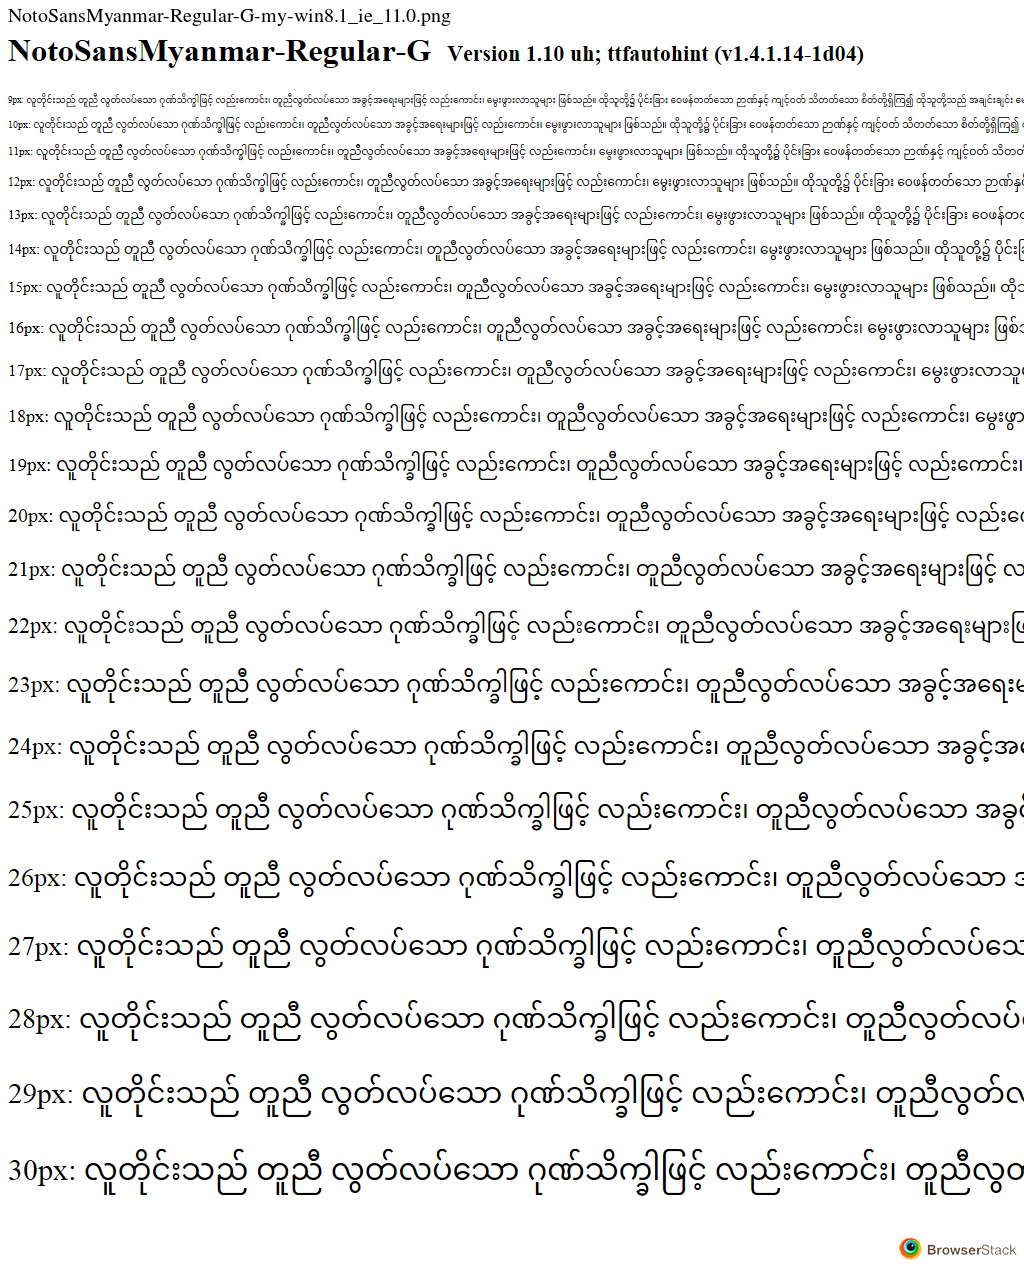 NotoSansMyanmar-Regular-G-my-win8.1_ie_11.0.png
NotoSansMyanmar-Regular-G Version 1.10 uh; ttfautohint (v1.4.1.14-1d04)
9px: လူတိုင်းသည် တူညီ လွတ်လပ်သော ဂုဏ်သိက္ခါဖြင့် လည်းကောင်း၊ တူညီလွတ်လပ်သော အခွင့်အရေးများဖြင့် လည်းကောင်း၊ မွေးဖွားလာသူများ ဖြစ်သည်။ ထိုသူတို့၌ ပိုင်းခြား ဝေဖန်တတ်သော ဉာဏ်နှင့် ကျင့်ဝတ် သိတတ်သော စိတ်တို့ရှိကြ၍ ထိုသူတို့သည် အချင်းချင်း
10px: လူတိုင်းသည် တူညီ လွတ်လပ်သော ဂုဏ်သိက္ခါဖြင့် လည်းကောင်း၊ တူညီလွတ်လပ်သော အခွင့်အရေးများဖြင့် လည်းကောင်း၊ မွေးဖွားလာသူများ ဖြစ်သည်။ ထိုသူတို့၌ ပိုင်းခြား ဝေဖန်တတ်သော ဉာဏ်နှင့် ကျင့်ဝတ် သိတတ်သော စိတ်တို့ရှိကြ၍
11px: လူတိုင်းသည် တူညီ လွတ်လပ်သော ဂုဏ်သိက္ခါဖြင့် လည်းကောင်း၊ တူညီလွတ်လပ်သော အခွင့်အရေးများဖြင့် လည်းကောင်း၊ မွေးဖွားလာသူများ ဖြစ်သည်။ ထိုသူတို့၌ ပိုင်းခြား ဝေဖန်တတ်သော ဉာဏ်နှင့် ကျင့်ဝတ် သိတတ်
12px: လူတိုင်းသည် တူညီ လွတ်လပ်သော ဂုဏ်သိက္ခါဖြင့် လည်းကောင်း၊ တူညီလွတ်လပ်သော အခွင့်အရေးများဖြင့် လည်းကောင်း၊ မွေးဖွားလာသူများ ဖြစ်သည်။ ထိုသူတို့၌ ပိုင်းခြား ဝေဖန်တတ်သော ဉာဏ်နှင့်
13px: လူတိုင်းသည် တူညီ လွတ်လပ်သော ဂုဏ်သိက္ခါဖြင့် လည်းကောင်း၊ တူညီလွတ်လပ်သော အခွင့်အရေးများဖြင့် လည်းကောင်း၊ မွေးဖွားလာသူများ ဖြစ်သည်။ ထိုသူတို့၌ ပိုင်းခြား ဝေဖန်တ
14px: လူတိုင်းသည် တူညီ လွတ်လပ်သော ဂုဏ်သိက္ခါဖြင့် လည်းကောင်း၊ တူညီလွတ်လပ်သော အခွင့်အရေးများဖြင့် လည်းကောင်း၊ မွေးဖွားလာသူများ ဖြစ်သည်။ ထိုသူတို့၌ ပိုင်းခြ
15px: လူတိုင်းသည် တူညီ လွတ်လပ်သော ဂုဏ်သိက္ခါဖြင့် လည်းကောင်း၊ တူညီလွတ်လပ်သော အခွင့်အရေးများဖြင့် လည်းကောင်း၊ မွေးဖွားလာသူများ ဖြစ်သည်။ ထိုသ
16px: လူတိုင်းသည် တူညီ လွတ်လပ်သော ဂုဏ်သိက္ခါဖြင့် လည်းကောင်း၊ တူညီလွတ်လပ်သော အခွင့်အရေးများဖြင့် လည်းကောင်း၊ မွေးဖွားလာသူများ ဖြစ်
17px: လူတိုင်းသည် တူညီ လွတ်လပ်သော ဂုဏ်သိက္ခါဖြင့် လည်းကောင်း၊ တူညီလွတ်လပ်သော အခွင့်အရေးများဖြင့် လည်းကောင်း၊ မွေးဖွားလာသူ
18px: လူတိုင်းသည် တူညီ လွတ်လပ်သော ဂုဏ်သိက္ခါဖြင့် လည်းကောင်း၊ တူညီလွတ်လပ်သော အခွင့်အရေးများဖြင့် လည်းကောင်း၊ မွေးဖွာ
19px: လူတိုင်းသည် တူညီ လွတ်လပ်သော ဂုဏ်သိက္ခါဖြင့် လည်းကောင်း၊ တူညီလွတ်လပ်သော အခွင့်အရေးများဖြင့် လည်းကောင်း၊
20px: လူတိုင်းသည် တူညီ လွတ်လပ်သော ဂုဏ်သိက္ခါဖြင့် လည်းကောင်း၊ တူညီလွတ်လပ်သော အခွင့်အရေးများဖြင့် လည်း
21px: လူတိုင်းသည် တူညီ လွတ်လပ်သော ဂုဏ်သိက္ခါဖြင့် လည်းကောင်း၊ တူညီလွတ်လပ်သော အခွင့်အရေးများဖြင့် လ
22px: လူတိုင်းသည် တူညီ လွတ်လပ်သော ဂုဏ်သိက္ခါဖြင့် လည်းကောင်း၊ တူညီလွတ်လပ်သော အခွင့်အရေးများဖြ
23px: လူတိုင်းသည် တူညီ လွတ်လပ်သော ဂုဏ်သိက္ခါဖြင့် လည်းကောင်း၊ တူညီလွတ်လပ်သော အခွင့်အရေးမ
24px: လူတိုင်းသည် တူညီ လွတ်လပ်သော ဂုဏ်သိက္ခါဖြင့် လည်းကောင်း၊ တူညီလွတ်လပ်သော အခွင့်အ
25px: လူတိုင်းသည် တူညီ လွတ်လပ်သော ဂုဏ်သိက္ခါဖြင့် လည်းကောင်း၊ တူညီလွတ်လပ်သော အခွင့်
26px: လူတိုင်းသည် တူညီ လွတ်လပ်သော ဂုဏ်သိက္ခါဖြင့် လည်းကောင်း၊ တူညီလွတ်လပ်သော
27px: လူတိုင်းသည် တူညီ လွတ်လပ်သော ဂုဏ်သိက္ခါဖြင့် လည်းကောင်း၊ တူညီလွတ်လပ်သေ
28px: လူတိုင်းသည် တူညီ လွတ်လပ်သော ဂုဏ်သိက္ခါဖြင့် လည်းကောင်း၊ တူညီလွတ်လပ်
29px: လူတိုင်းသည် တူညီ လွတ်လပ်သော ဂုဏ်သိက္ခါဖြင့် လည်းကောင်း၊ တူညီလွတ်လ
30px: လူတိုင်းသည် တူညီ လွတ်လပ်သော ဂုဏ်သိက္ခါဖြင့် လည်းကောင်း၊ တူညီလွတ
BrowserStack